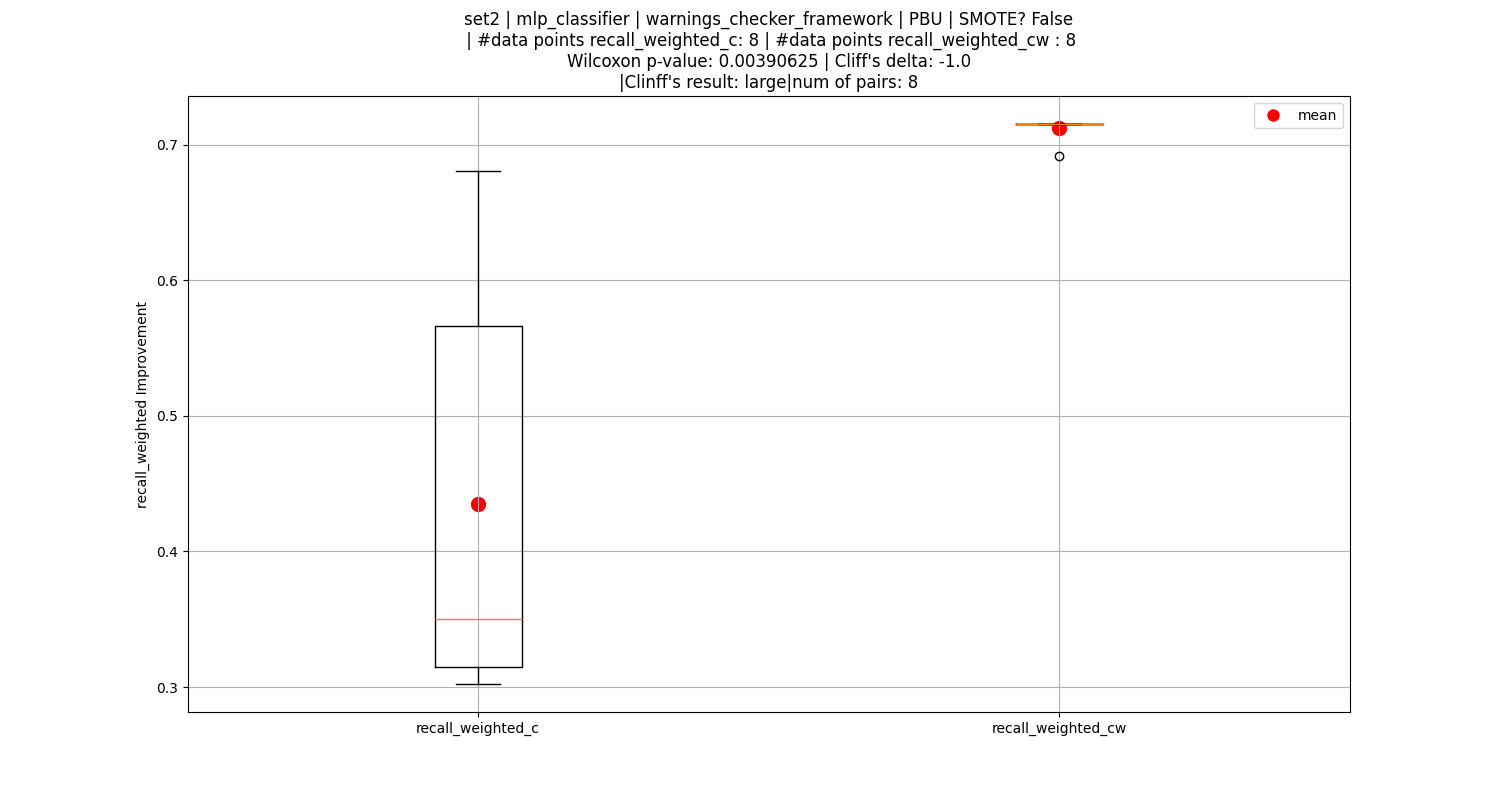 set2 | mlp_classifier | warnings_checker_framework | PBU | SMOTE? False
| #data points recall_weighted_c: 8 | #data points recall_weighted_cw : 8
Wilcoxon p-value: 0.00390625 | Cliff's delta: -1.0
|Clinff's result: large|num of pairs: 8
mean
0.7
0.6
0.5
0.4
0.3
recall_weighted Improvement
recall_weighted_c
recall_weighted_cw